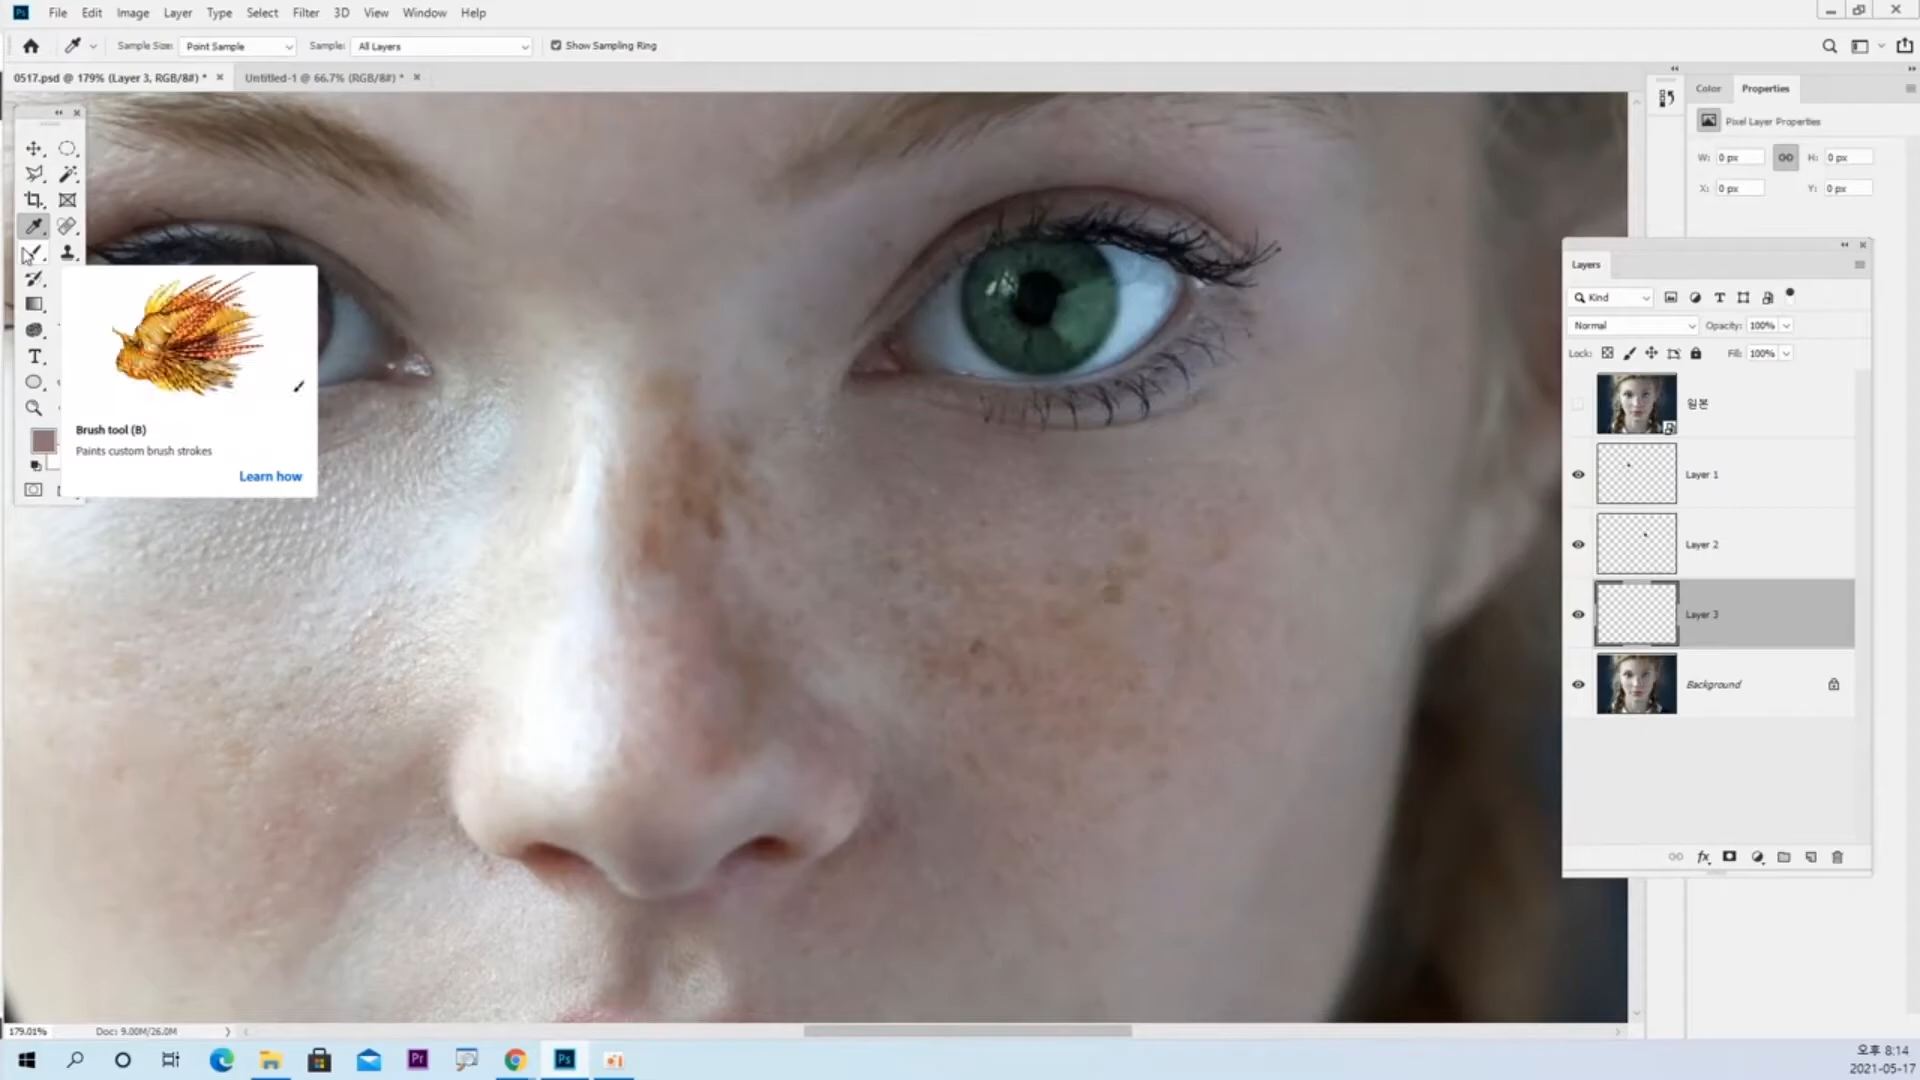 Ps File Edit Image Layer Type Select Filter 3D View Window Help
Sample Size: Point Sample Sample: All Layers Show Sampling Ring
0517.psd @ 179% (Layer 3, RGB/8#) * × Untitled-1 @ 66.7% (RGB/8#) * ×
Color Properties
Pixel Layer Properties
W: 0 px H: 0 px
X: 0 px Y: 0 px
Brush tool (B)
Paints custom brush strokes
Learn how
Layers
Kind
Normal Opacity: 100%
Lock: Fill: 100%
원본
Layer 1
Layer 2
Layer 3
Background
fx
179.01% Doc: 9.00M/26.0M
Pr Ps
오후 8:14
2021-05-17